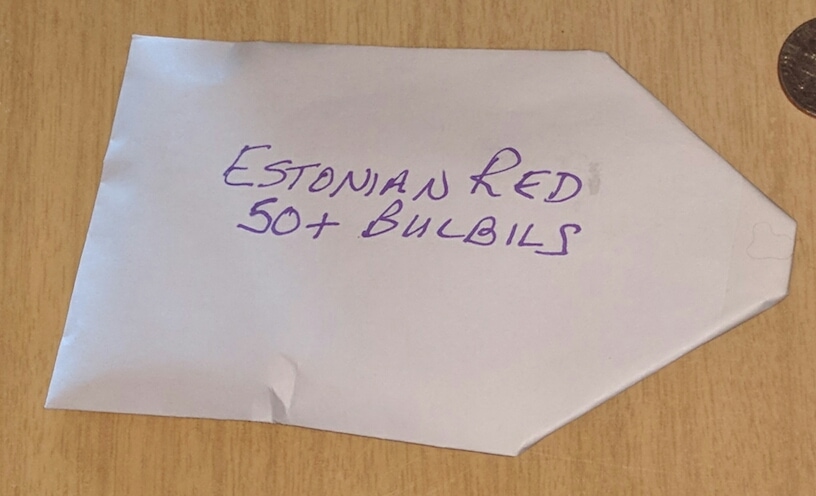 ESTONIAN RED
50+ BULBILS